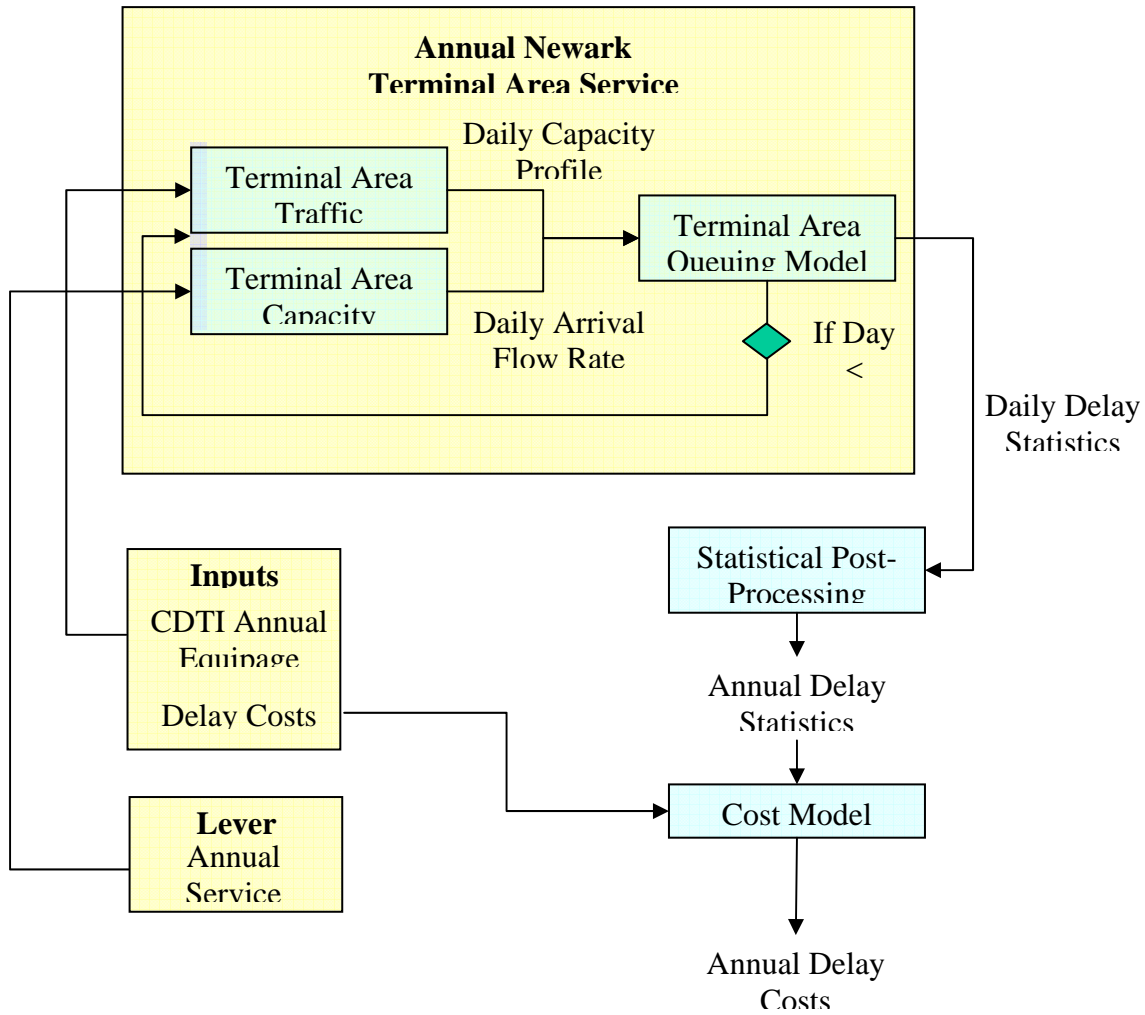 Annual Newark
Terminal Area Service
Daily Capacity
Profile
Terminal Area
Traffic
Terminal Area
Queuing Model
Terminal Area
Capacity
Daily Arrival
Flow Rate
If Day
<
Daily Delay
Statistics
Inputs
CDTI Annual
Equipage
Delay Costs
Statistical Post-
Processing
Annual Delay
Statistics
Lever
Annual
Service
Cost Model
Annual Delay
Costs